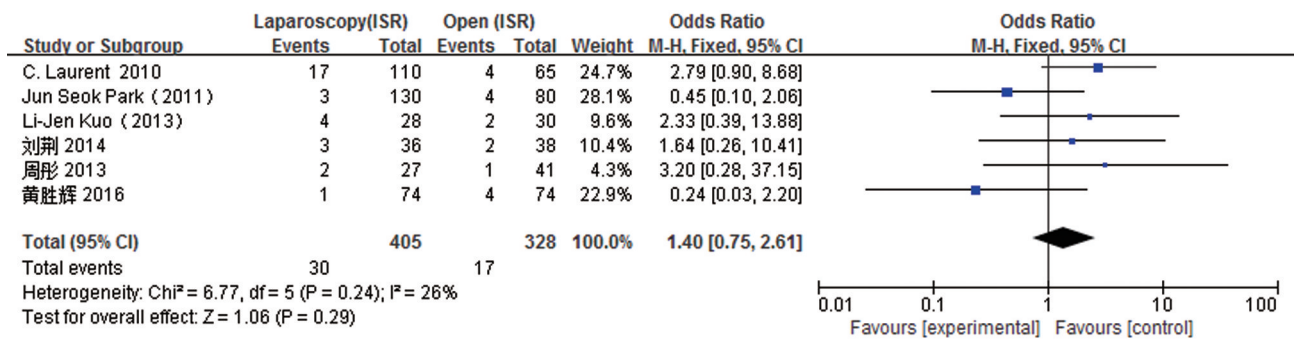 Laparoscopy(ISR) Open (ISR) Odds Ratio Odds Ratio
Study or Subgroup Events Total Events Total Weight M-H, Fixed, 95% CI M-H, Fixed, 95% CI
C. Laurent 2010 17 110 4 65 24.7% 2.79 [0.90, 8.68]
Jun Seok Park（2011） 3 130 4 80 28.1% 0.45 [0.10, 2.06]
Li-Jen Kuo（2013） 4 28 2 30 9.6% 2.33 [0.39, 13.88]
刘荆 2014 3 36 2 38 10.4% 1.64 [0.26, 10.41]
周彤 2013 2 27 1 41 4.3% 3.20 [0.28, 37.15]
黄胜辉 2016 1 74 4 74 22.9% 0.24 [0.03, 2.20]
Total (95% CI) 405 328 100.0% 1.40 [0.75, 2.61]
Total events 30 17
Heterogeneity: Chi² = 6.77, df = 5 (P = 0.24); I² = 26%
Test for overall effect: Z = 1.06 (P = 0.29)
0.01 0.1 1 10 100
Favours [experimental] Favours [control]